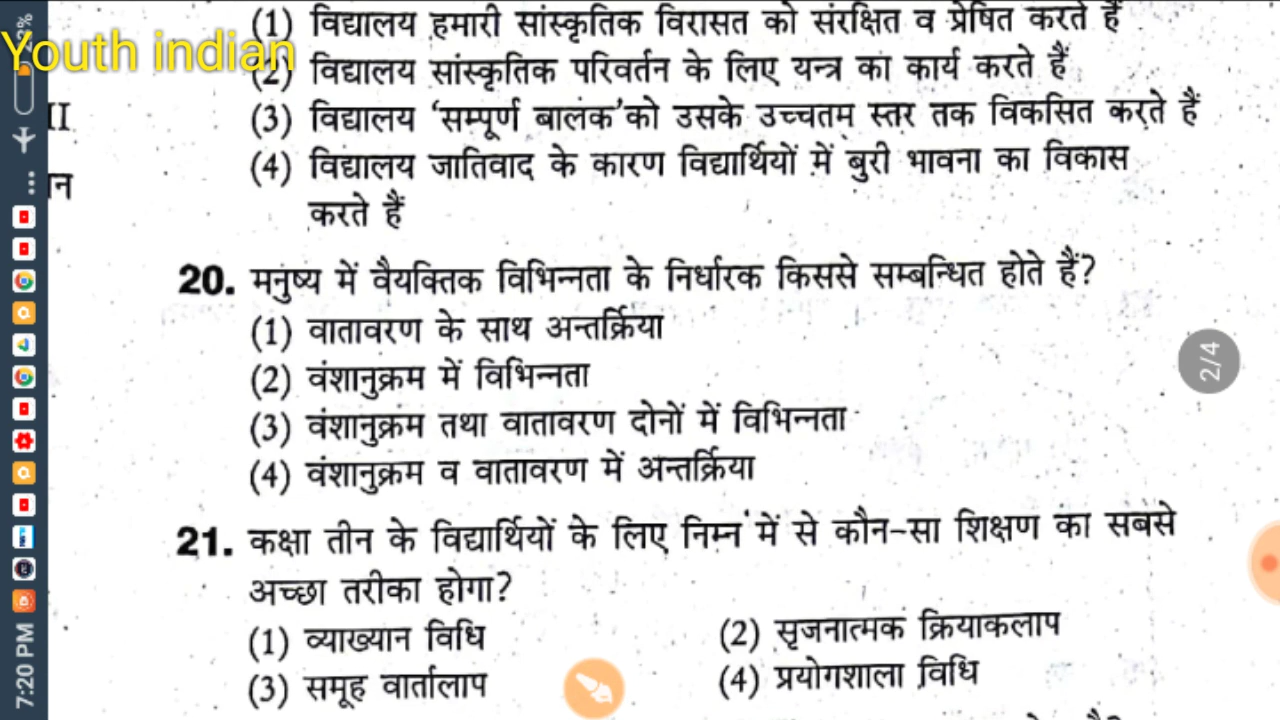 (1) विद्यालय हमारी सांस्कृतिक विरासत को संरक्षित व प्रेषित करते हैं
Youth indian
(2) विद्यालय सांस्कृतिक परिवर्तन के लिए यन्त्र का कार्य करते हैं
II
(3) विद्यालय ‘सम्पूर्ण बालक’को उसके उच्चतम स्तर तक विकसित करते हैं
(4) विद्यालय जातिवाद के कारण विद्यार्थियों में बुरी भावना का विकास
न
करते हैं
20. मनुष्य में वैयक्तिक विभिन्नता के निर्धारक किससे सम्बन्धित होते हैं?
(1) वातावरण के साथ अन्तर्क्रिया
(2) वंशानुक्रम में विभिन्नता
2/4
(3) वंशानुक्रम तथा वातावरण दोनों में विभिन्नता
(4) वंशानुक्रम व वातावरण में अन्तर्क्रिया
21. कक्षा तीन के विद्यार्थियों के लिए निम्न में से कौन-सा शिक्षण का सबसे
अच्छा तरीका होगा?
(1) व्याख्यान विधि (2) सृजनात्मक क्रियाकलाप
(3) समूह वार्तालाप (4) प्रयोगशाला विधि
7:20 PM